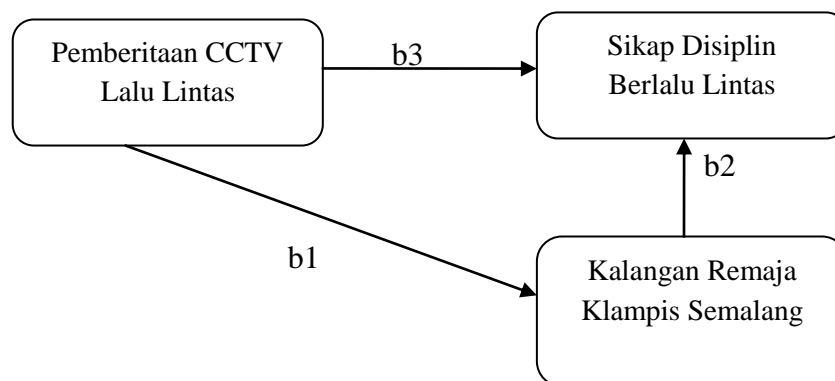 Pemberitaan CCTV
Lalu Lintas
b3
Sikap Disiplin
Berlalu Lintas
b2
b1
Kalangan Remaja
Klampis Semalang